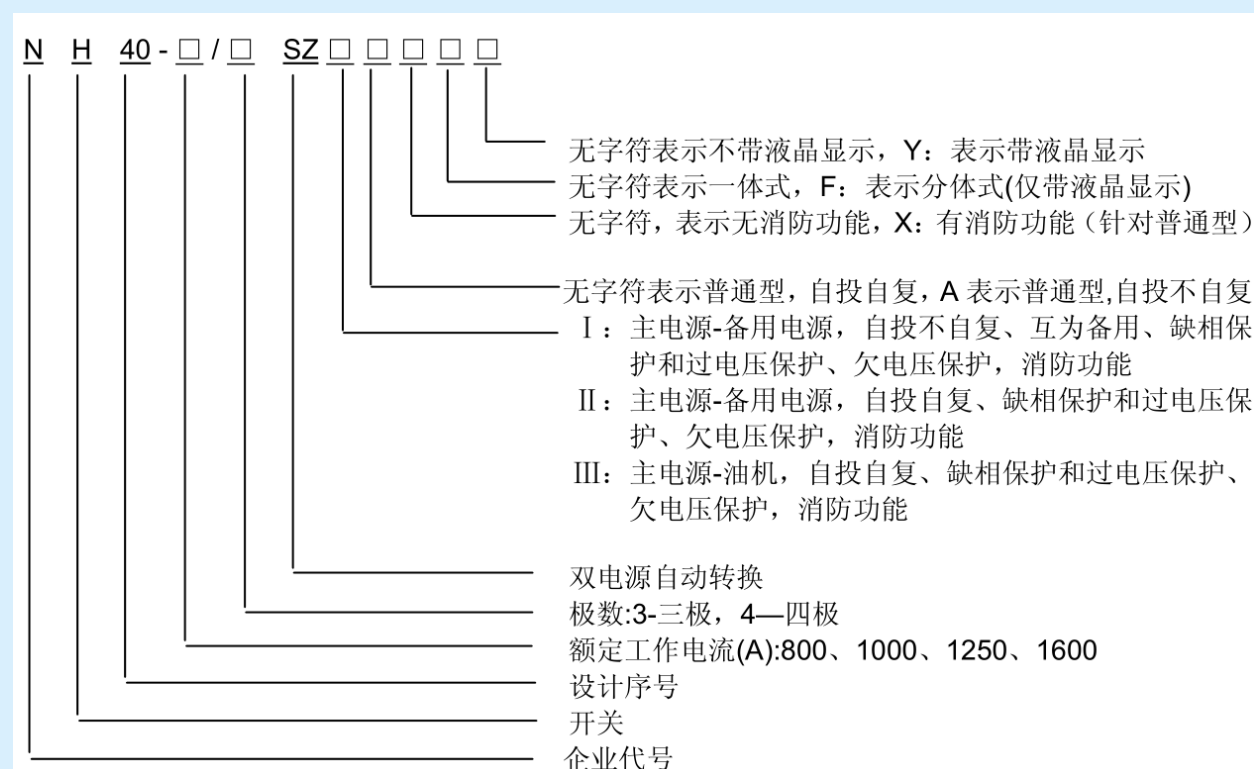 N H 40 - □ / □ SZ □ □ □ □ □
无字符表示不带液晶显示，Y：表示带液晶显示
无字符表示一体式，F：表示分体式(仅带液晶显示)
无字符，表示无消防功能，X：有消防功能（针对普通型）
无字符表示普通型，自投自复，A 表示普通型,自投不自复
Ⅰ：主电源-备用电源，自投不自复、互为备用、缺相保
护和过电压保护、欠电压保护，消防功能
Ⅱ：主电源-备用电源，自投自复、缺相保护和过电压保
护、欠电压保护，消防功能
Ⅲ：主电源-油机，自投自复、缺相保护和过电压保护、
欠电压保护，消防功能
双电源自动转换
极数:3-三极，4—四极
额定工作电流(A):800、1000、1250、1600
设计序号
开关
企业代号